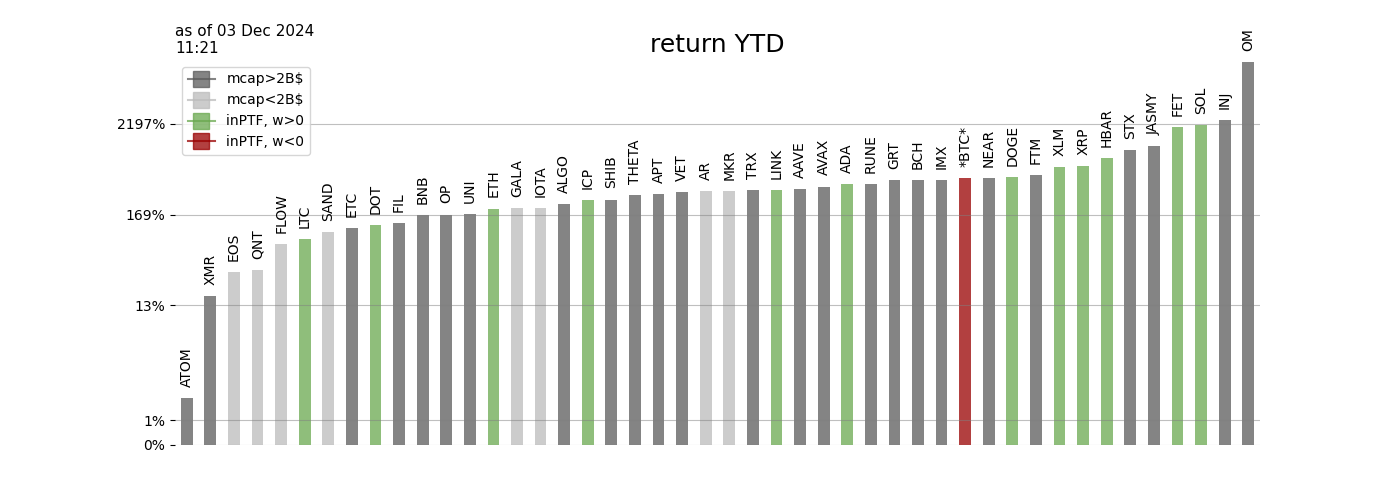 as of 03 Dec 2024
11:21
return YTD
mcap>2B$
mcap<2B$
inPTF, w>0
inPTF, w<0
2197%
169%
13%
1%
0%
ATOM
XMR
EOS
QNT
FLOW
LTC
SAND
ETC
DOT
FIL
BNB
OP
UNI
ETH
GALA
IOTA
ALGO
ICP
SHIB
THETA
APT
VET
AR
MKR
TRX
LINK
AAVE
AVAX
ADA
RUNE
GRT
BCH
IMX
*BTC*
NEAR
DOGE
FTM
XLM
XRP
HBAR
STX
JASMY
FET
SOL
INJ
OM